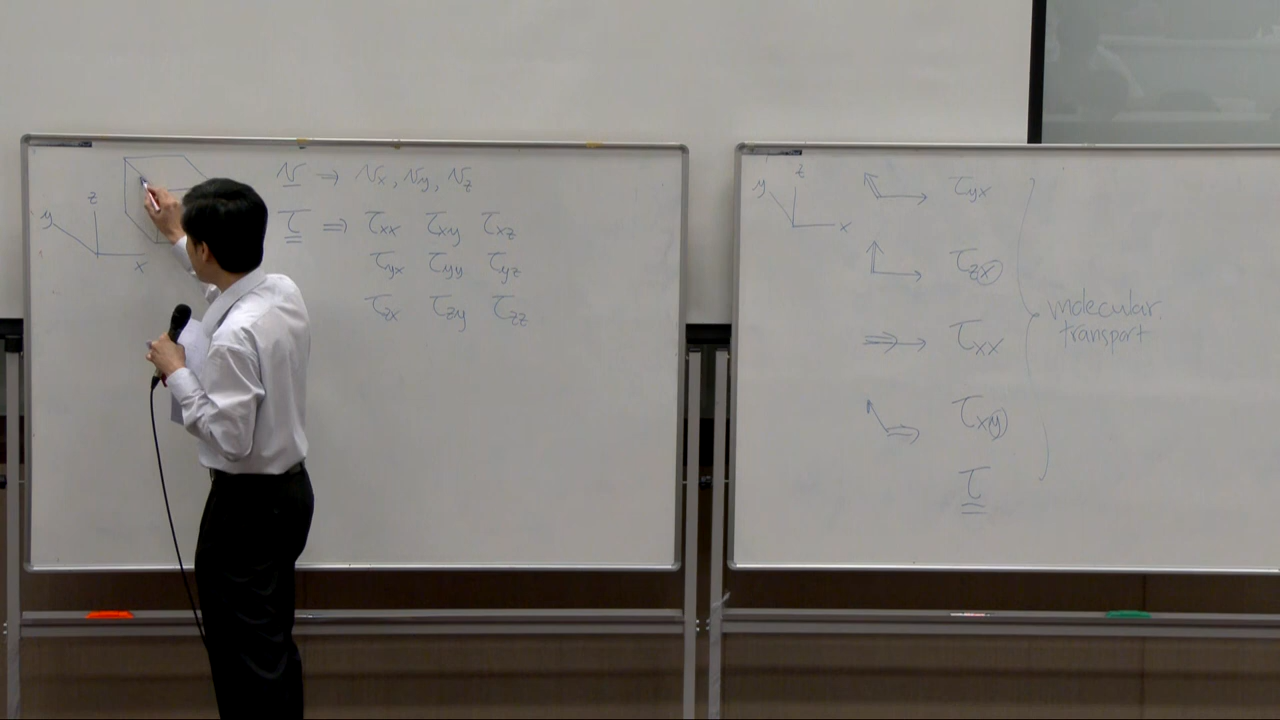 z
y
x
v ⇒ vx, vy, vz
τ ⇒ τxx τxy τxz
τyx τyy τyz
τzx τzy τzz
z
y
x
τyx
τzx
τxx
τxy
τ
molecular
transport